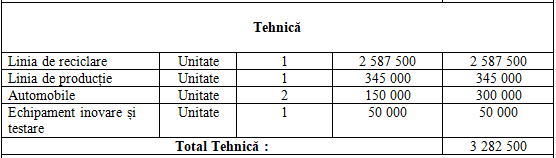 Tehnică
Linia de reciclare Unitate 1 2 587 500 2 587 500
Linia de producție Unitate 1 345 000 345 000
Automobile Unitate 2 150 000 300 000
Echipament inovare și Unitate 1 50 000 50 000
testare
Total Tehnică : 3 282 500